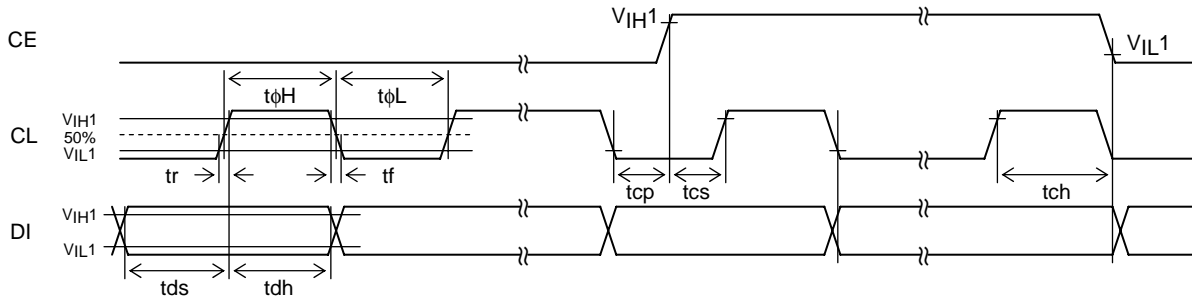 VIH1
CE
VIL1
tϕH
tϕL
VIH1
50%
CL
VIL1
tr
tf
tcp
tcs
tch
VIH1
DI
VIL1
tds
tdh